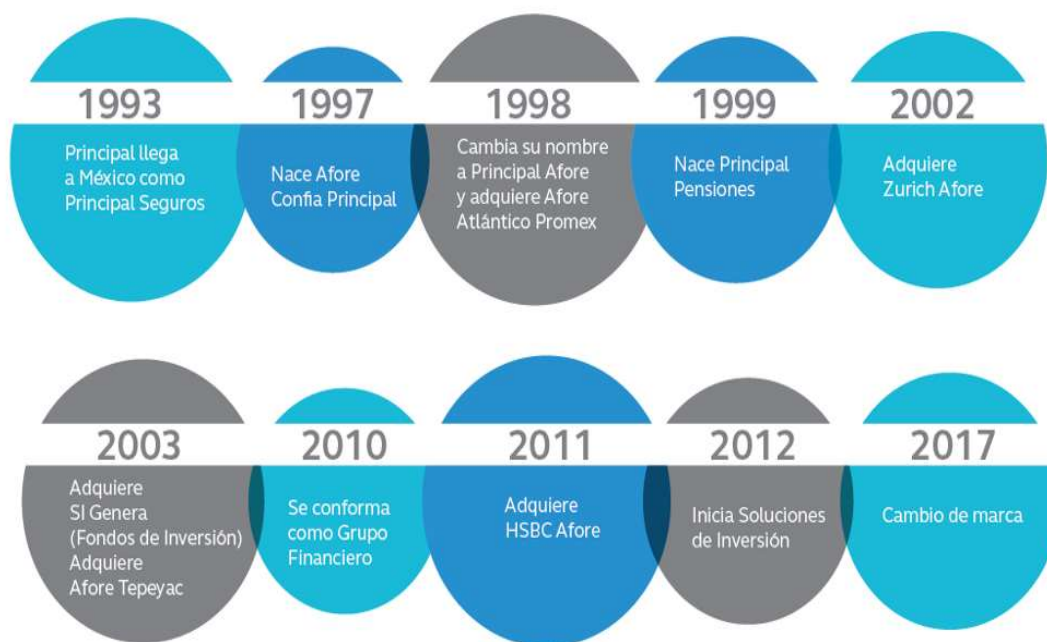 1993
Principal llega
a México como
Principal Seguros
1997
Nace Afore
Confia Principal
1998
Cambia su nombre
a Principal Afore
y adquiere Afore
Atlántico Promex
1999
Nace Principal
Pensiones
2002
Adquiere
Zurich Afore
2003
Adquiere
SI Genera
(Fondos de Inversión)
Adquiere
Afore Tepeyac
2010
Se conforma
como Grupo
Financiero
2011
Adquiere
HSBC Afore
2012
Inicia Soluciones
de Inversión
2017
Cambio de marca